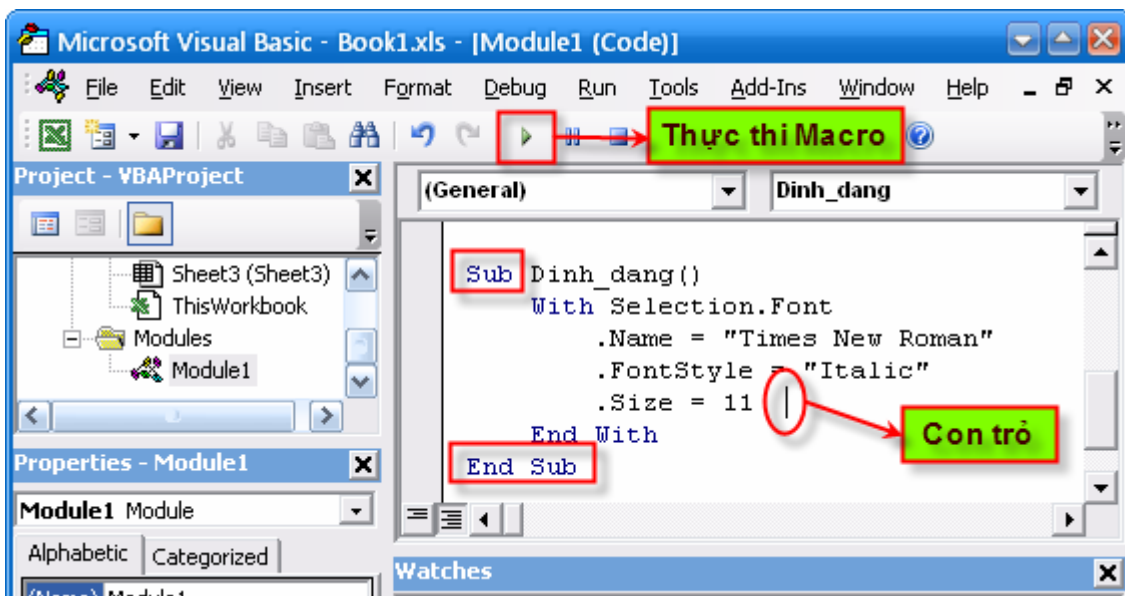 Microsoft Visual Basic - Book1.xls - [Module1 (Code)]
File Edit View Insert Format Debug Run Tools Add-Ins Window Help
Thực thi Macro
Project - VBAProject
Sheet3 (Sheet3)
ThisWorkbook
Modules
Module1
(General)
Dinh_dang
Sub Dinh_dang()
With Selection.Font
.Name = "Times New Roman"
.FontStyle = "Italic"
.Size = 11
End With
End Sub
Con trỏ
Properties - Module1
Module1 Module
Alphabetic Categorized
(Name) Module1
Watches